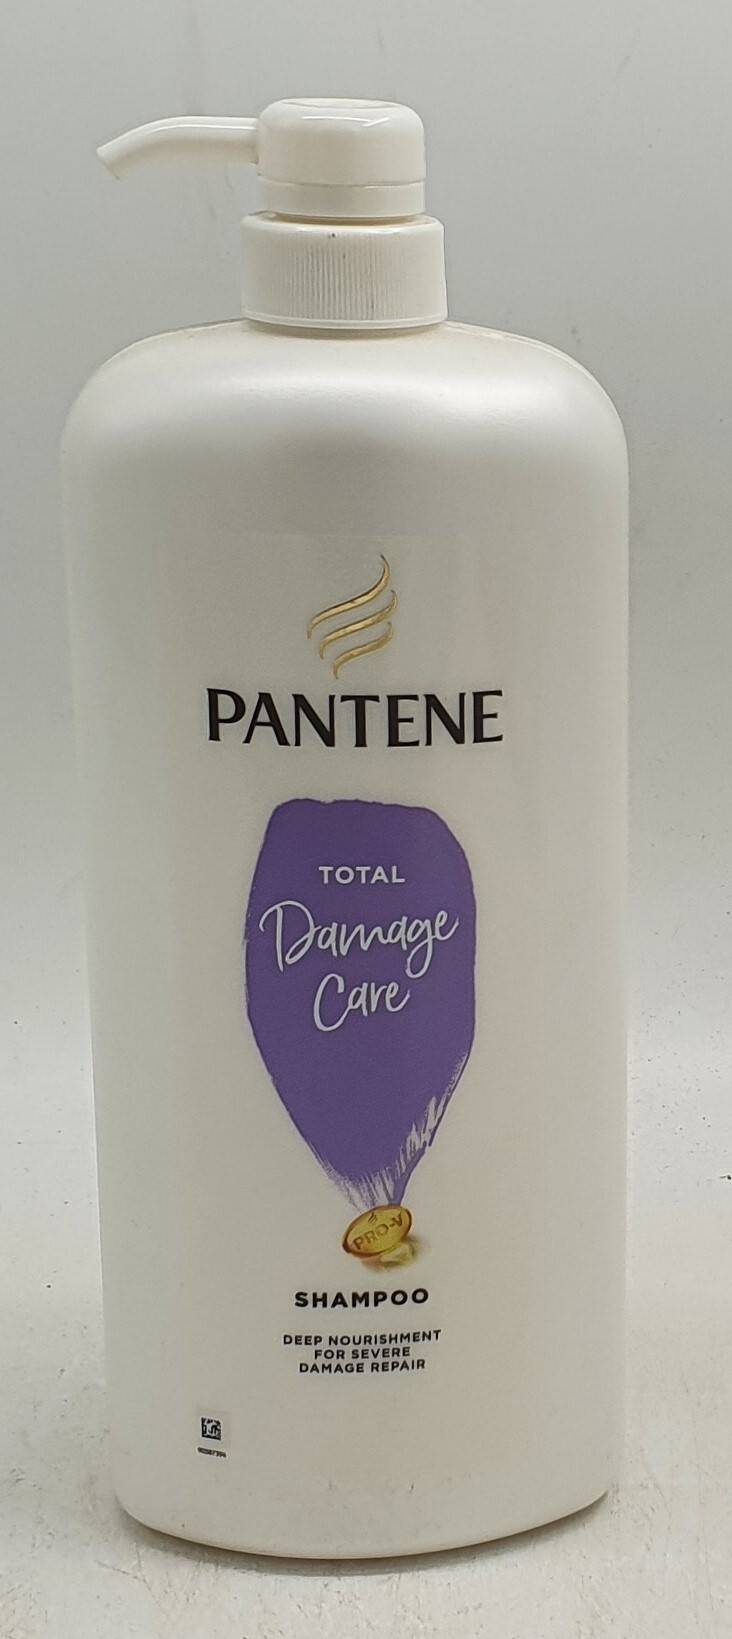 PANTENE
TOTAL
Damage
Care
PRO-V
SHAMPOO
DEEP NOURISHMENT
FOR SEVERE
DAMAGE REPAIR